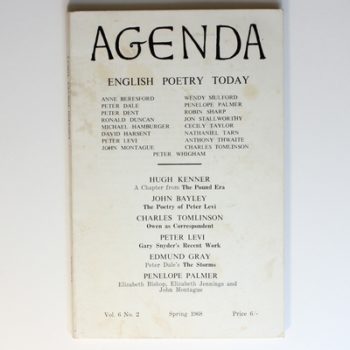 AGENDA
ENGLISH POETRY TODAY
ANNE BERESFORD WENDY MULFORD
PETER DALE PENELOPE PALMER
PETER DENT ROBIN SHARP
RONALD DUNCAN JON STALLWORTHY
MICHAEL HAMBURGER CECILY TAYLOR
DAVID HARSENT NATHANIEL TARN
PETER LEVI ANTHONY THWAITE
JOHN MONTAGUE CHARLES TOMLINSON
PETER WHIGHAM
HUGH KENNER
A Chapter from The Pound Era
JOHN BAYLEY
The Poetry of Peter Levi
CHARLES TOMLINSON
Owen as Correspondent
PETER LEVI
Gary Snyder's Recent Work
EDMUND GRAY
Peter Dale's The Storms
PENELOPE PALMER
Elizabeth Bishop, Elizabeth Jennings and
John Montague
Vol. 6 No. 2 Spring 1968 Price 6/-